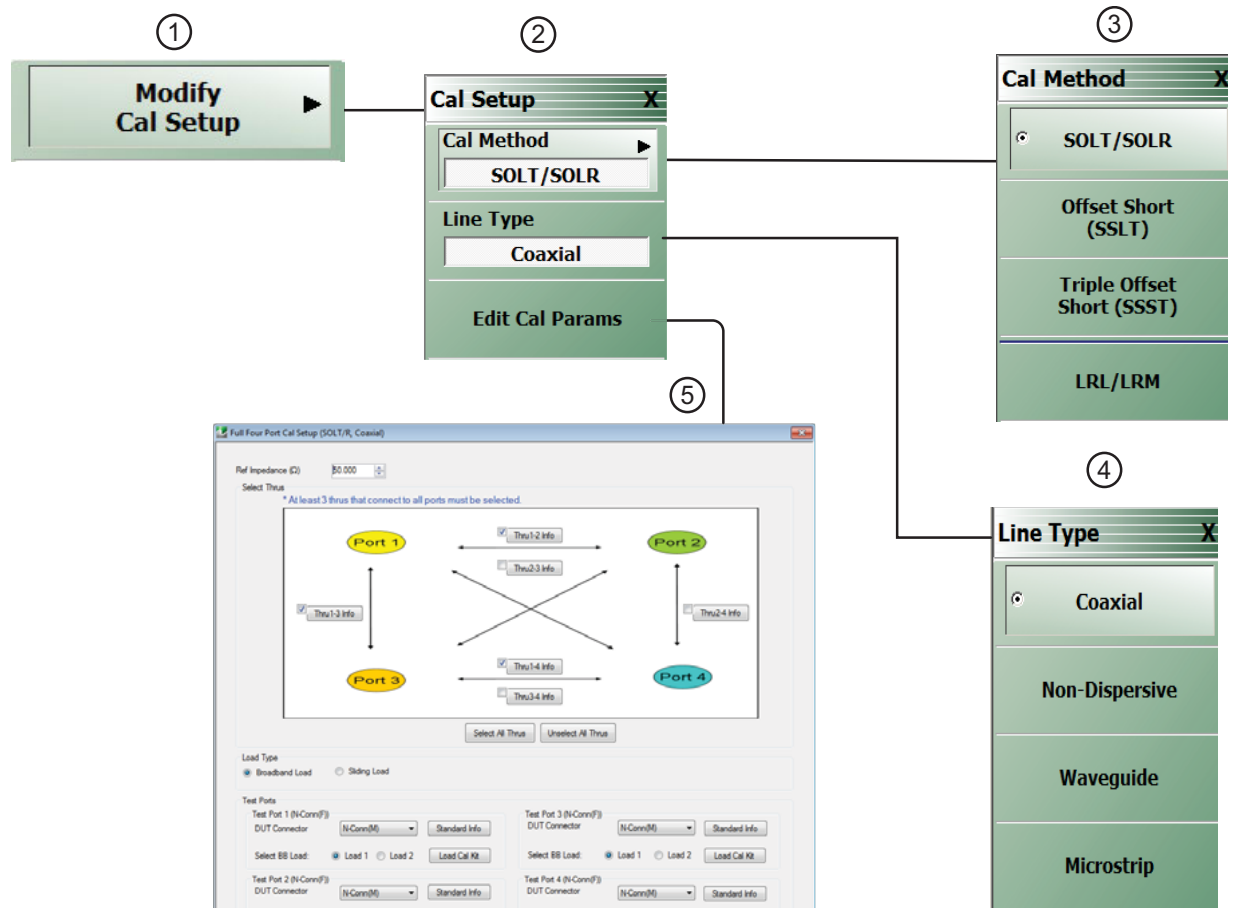 1
Modify
Cal Setup
2
Cal Setup X
Cal Method
SOLT/SOLR
Line Type
Coaxial
Edit Cal Params
3
Cal Method X
SOLT/SOLR
Offset Short
(SSLT)
Triple Offset
Short (SSST)
LRL/LRM
4
Line Type X
Coaxial
Non-Dispersive
Waveguide
Microstrip
5
Full Four Port Cal Setup (SOLT/R, Coaxial)
Ref Impedance (Ω) 50.000
Select Thrus
* At least 3 thrus that connect to all ports must be selected.
Port 1
Thru1-2 Info
Port 2
Thru2-3 Info
Thru1-3 Info
Thru2-4 Info
Port 3
Thru1-4 Info
Port 4
Thru3-4 Info
Select All Thrus Unselect All Thrus
Load Type
Broadband Load Sliding Load
Test Ports
Test Port 1 (N-Conn(F))
DUT Connector N-Conn(M) Standard Info
Select BB Load: Load 1 Load 2 Load Cal Kit
Test Port 3 (N-Conn(F))
DUT Connector N-Conn(M) Standard Info
Select BB Load: Load 1 Load 2 Load Cal Kit
Test Port 2 (N-Conn(F))
DUT Connector N-Conn(M) Standard Info
Test Port 4 (N-Conn(F))
DUT Connector N-Conn(M) Standard Info